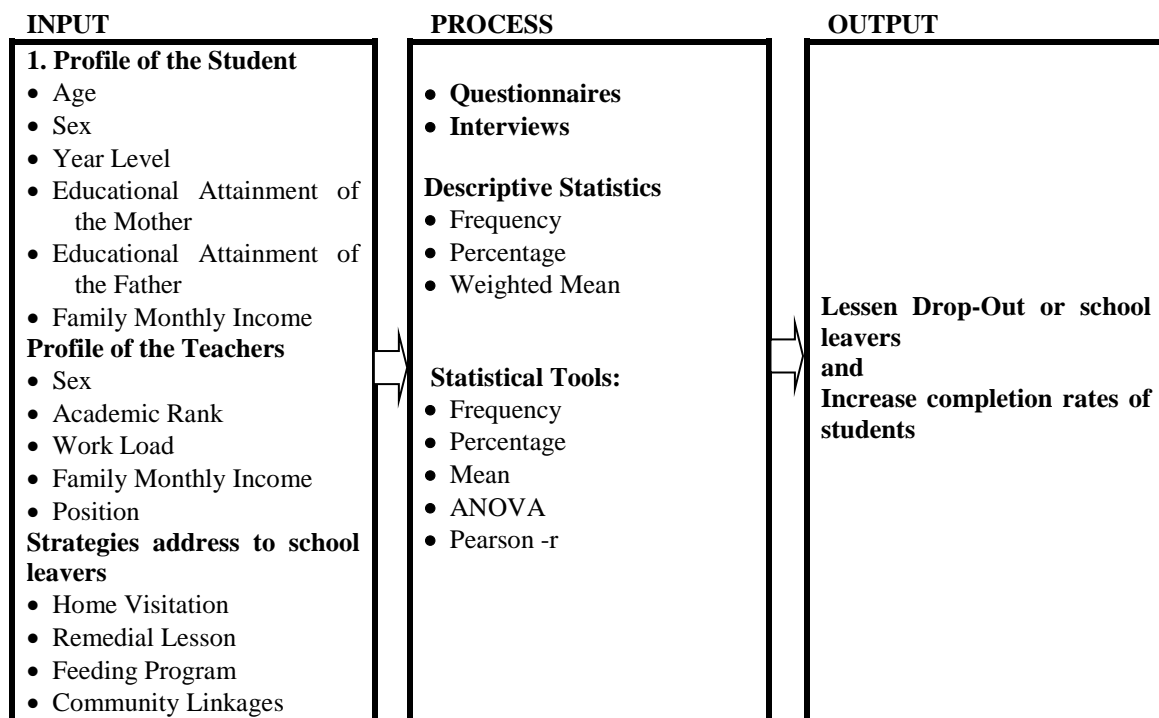 INPUT
PROCESS
OUTPUT
1. Profile of the Student
• Age
• Sex
• Year Level
• Educational Attainment of
the Mother
• Educational Attainment of
the Father
• Family Monthly Income
Profile of the Teachers
• Sex
• Academic Rank
• Work Load
• Family Monthly Income
• Position
Strategies address to school
leavers
• Home Visitation
• Remedial Lesson
• Feeding Program
• Community Linkages
• Questionnaires
• Interviews
Descriptive Statistics
• Frequency
• Percentage
• Weighted Mean
Statistical Tools:
• Frequency
• Percentage
• Mean
• ANOVA
• Pearson -r
Lessen Drop-Out or school
leavers
and
Increase completion rates of
students